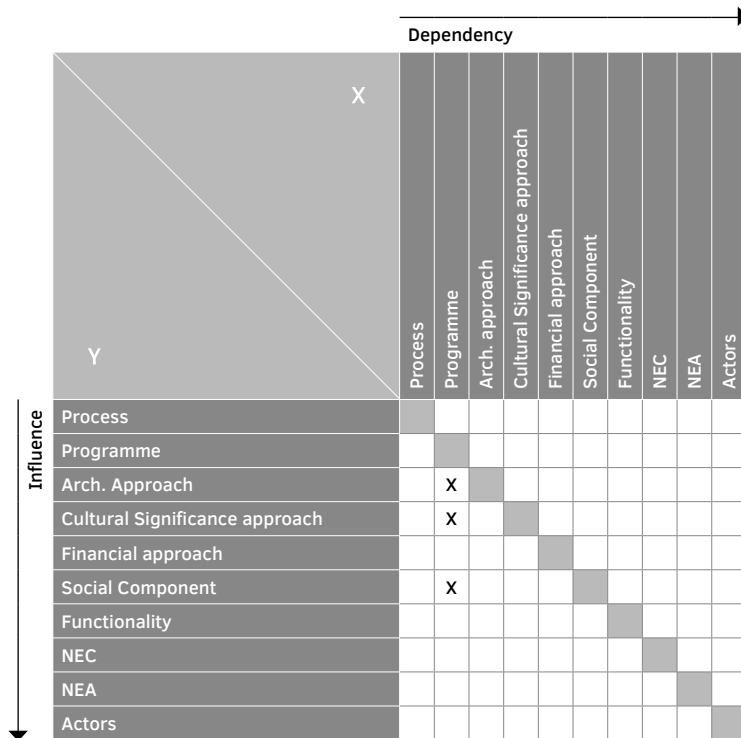 Dependency
X
Y
Process
Programme
Arch. approach
Cultural Significance approach
Financial approach
Social Component
Functionality
NEC
NEA
Actors
Influence
Process
Programme
Arch. Approach X
Cultural Significance approach X
Financial approach
Social Component X
Functionality
NEC
NEA
Actors